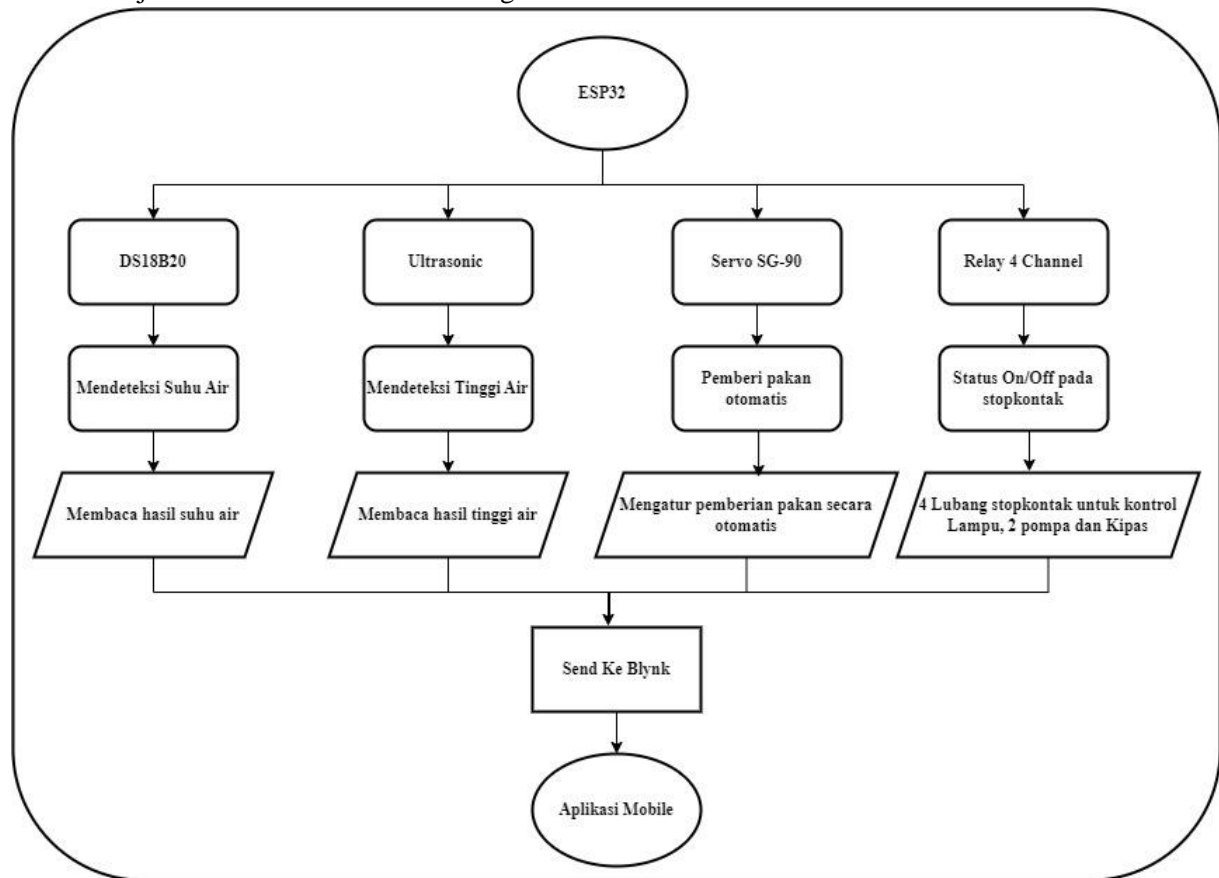 ESP32
DS18B20
Ultrasonic
Servo SG-90
Relay 4 Channel
Mendeteksi Suhu Air
Mendeteksi Tinggi Air
Pemberi pakan
otomatis
Status On/Off pada
stopkontak
Membaca hasil suhu air
Membaca hasil tinggi air
Mengatur pemberian pakan secara
otomatis
4 Lubang stopkontak untuk kontrol
Lampu, 2 pompa dan Kipas
Send Ke Blynk
Aplikasi Mobile